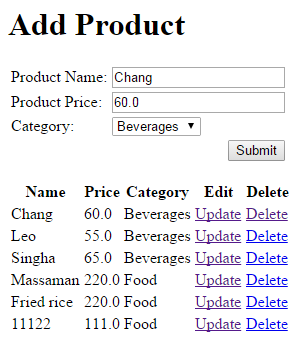 Add Product
Product Name: Chang
Product Price: 60.0
Category: Beverages
Submit
Name Price Category Edit Delete
Chang 60.0 Beverages Update Delete
Leo 55.0 Beverages Update Delete
Singha 65.0 Beverages Update Delete
Massaman 220.0 Food Update Delete
Fried rice 220.0 Food Update Delete
11122 111.0 Food Update Delete